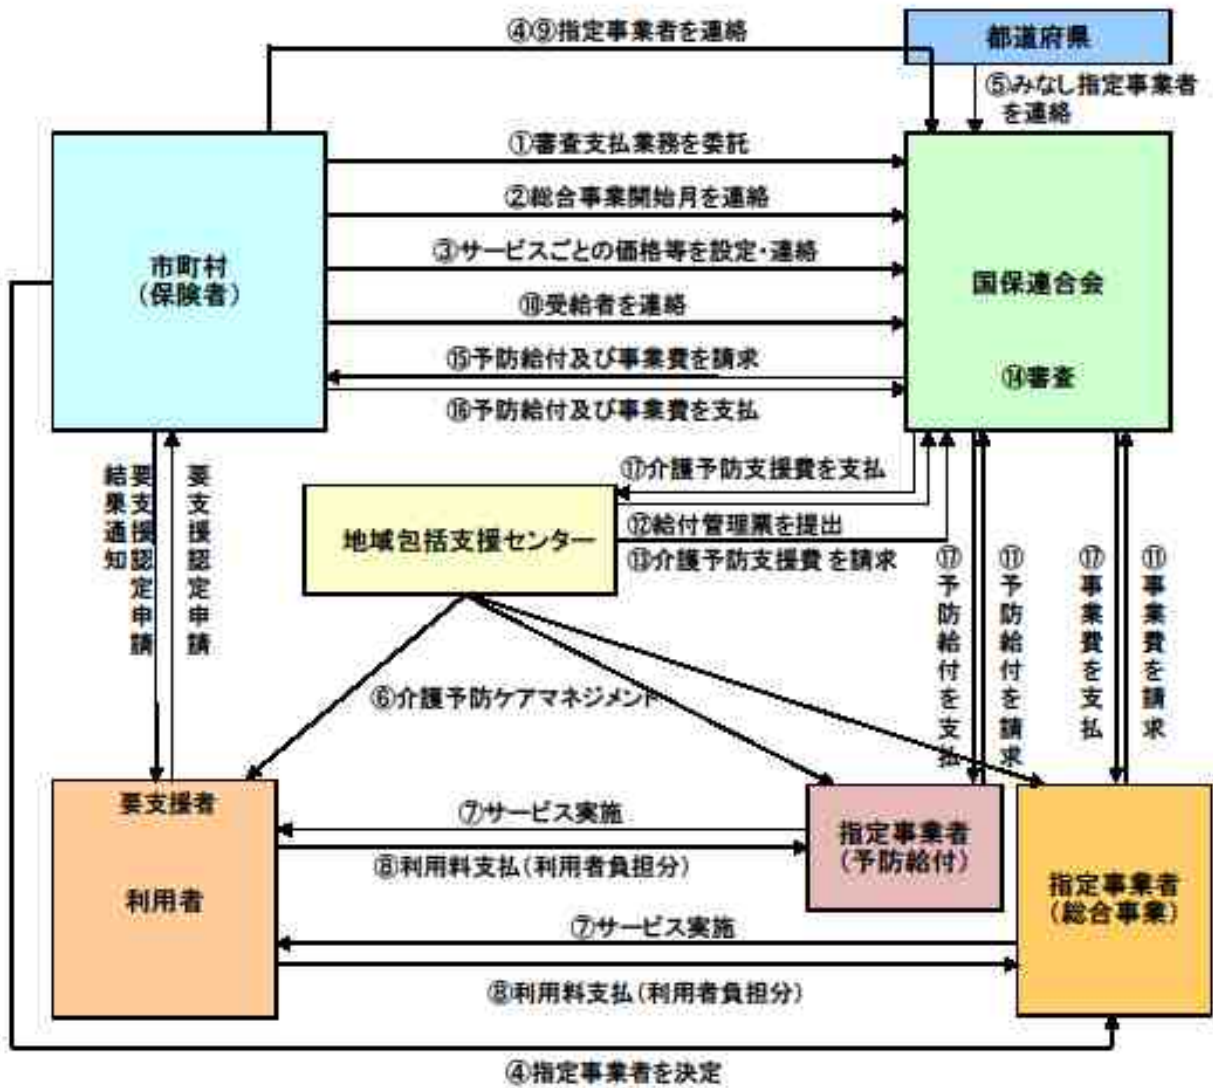 ④⑨指定事業者を連絡
都道府県
⑤みなし指定事業者
を連絡
①審査支払業務を委託
②総合事業開始月を連絡
③サービスごとの価格等を設定・連絡
市町村
(保険者)
国保連合会
⑩受給者を連絡
⑮予防給付及び事業費を請求
⑭審査
⑯予防給付及び事業費を支払
要支援認定申請
結果通知
要支援認定申請
⑰介護予防支援費を支払
地域包括支援センター
⑫給付管理票を提出
⑬介護予防支援費を請求
⑰予防給付を支払
⑪予防給付を請求
⑰事業費を支払
⑪事業費を請求
⑥介護予防ケアマネジメント
要支援者
利用者
⑦サービス実施
⑧利用料支払(利用者負担分)
指定事業者
(予防給付)
指定事業者
(総合事業)
⑦サービス実施
⑧利用料支払(利用者負担分)
④指定事業者を決定